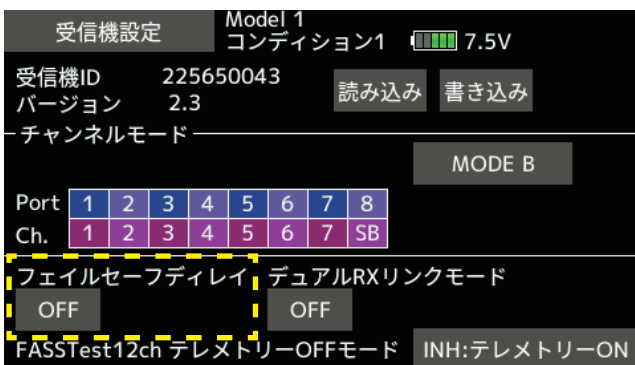 受信機設定
Model 1
コンディション1 7.5V
受信機ID 225650043
バージョン 2.3
読み込み 書き込み
チャンネルモード
MODE B
Port 1 2 3 4 5 6 7 8
Ch. 1 2 3 4 5 6 7 SB
フェイルセーフディレイ デュアルRXリンクモード
OFF OFF
FASSTest12ch テレメトリーOFFモード INH:テレメトリーON